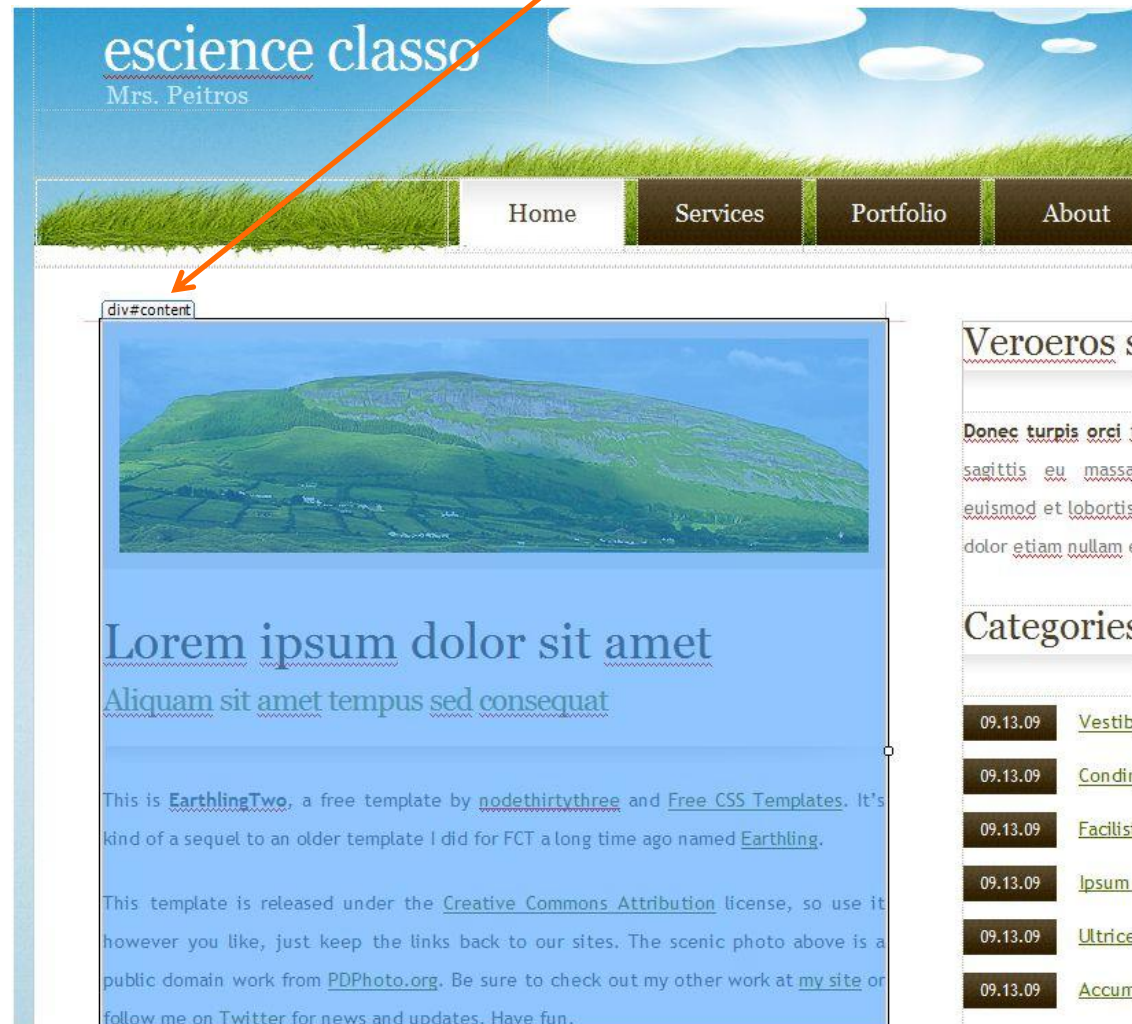 escience classo
Mrs. Peitros
Home Services Portfolio About
div#content
Lorem ipsum dolor sit amet
Aliquam sit amet tempus sed consequat
This is EarthlingTwo, a free template by nodethirtythree and Free CSS Templates. It's
kind of a sequel to an older template I did for FCT a long time ago named Earthling.
This template is released under the Creative Commons Attribution license, so use it
however you like, just keep the links back to our sites. The scenic photo above is a
public domain work from PDPhoto.org. Be sure to check out my other work at my site or
follow me on Twitter for news and updates. Have fun.
Veroeros s
Donec turpis orci
sagittis eu massa
euismod et lobortis
dolor etiam nullam e
Categories
09.13.09 Vestib
09.13.09 Condi
09.13.09 Facilis
09.13.09 Ipsum
09.13.09 Ultrice
09.13.09 Accum